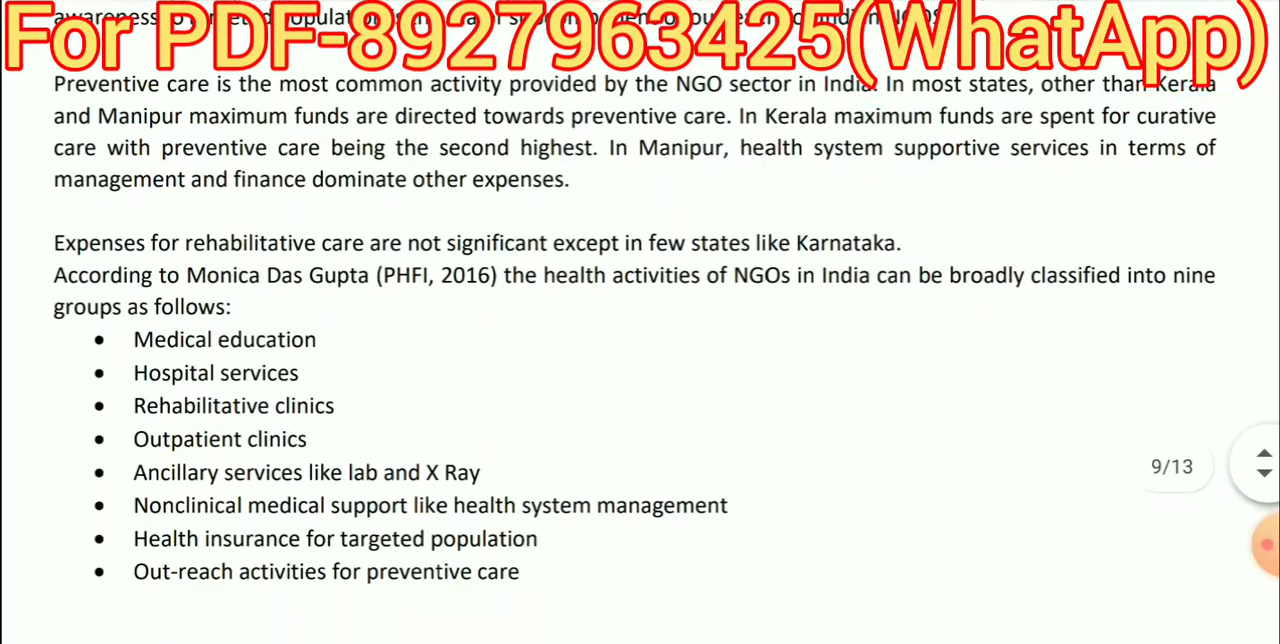 For PDF-8927963425(WhatApp)
Preventive care is the most common activity provided by the NGO sector in India. In most states, other than Kerala
and Manipur maximum funds are directed towards preventive care. In Kerala maximum funds are spent for curative
care with preventive care being the second highest. In Manipur, health system supportive services in terms of
management and finance dominate other expenses.
Expenses for rehabilitative care are not significant except in few states like Karnataka.
According to Monica Das Gupta (PHFI, 2016) the health activities of NGOs in India can be broadly classified into nine
groups as follows:
• Medical education
• Hospital services
• Rehabilitative clinics
• Outpatient clinics
• Ancillary services like lab and X Ray
• Nonclinical medical support like health system management
• Health insurance for targeted population
• Out-reach activities for preventive care
9/13